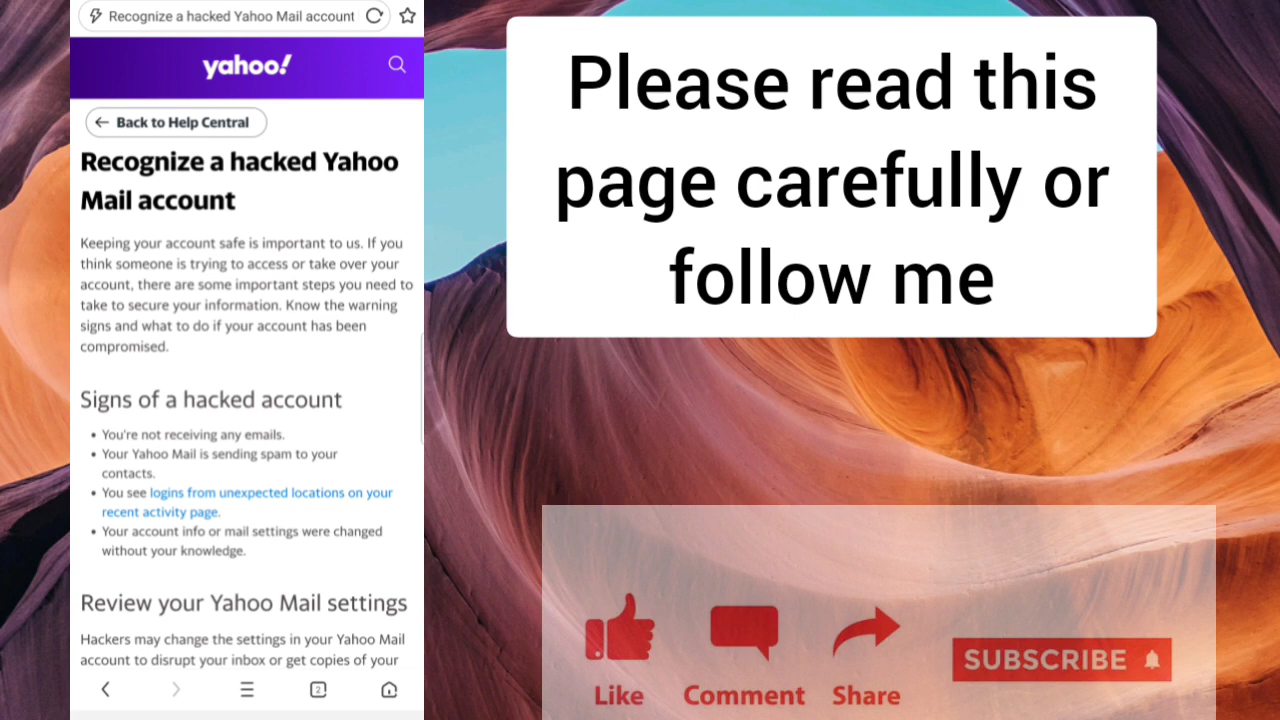 Recognize a hacked Yahoo Mail account
yahoo!
Back to Help Central
Recognize a hacked Yahoo
Mail account
Keeping your account safe is important to us. If you
think someone is trying to access or take over your
account, there are some important steps you need to
take to secure your information. Know the warning
signs and what to do if your account has been
compromised.
Signs of a hacked account
• You're not receiving any emails.
• Your Yahoo Mail is sending spam to your
contacts.
• You see logins from unexpected locations on your
recent activity page.
• Your account info or mail settings were changed
without your knowledge.
Review your Yahoo Mail settings
Hackers may change the settings in your Yahoo Mail
account to disrupt your inbox or get copies of your
2
Please read this
page carefully or
follow me
Like
Comment
Share
SUBSCRIBE